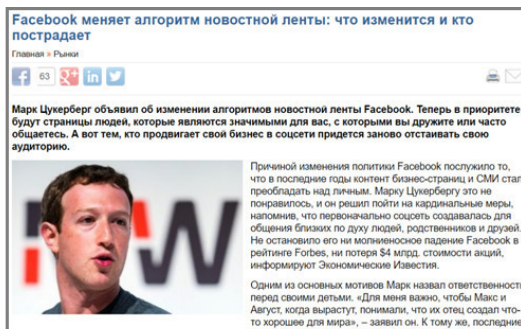 Facebook меняет алгоритм новостной ленты: что изменится и кто
пострадает
Главная » Рынки
63
Марк Цукерберг объявил об изменении алгоритмов новостной ленты Facebook. Теперь в приоритете
будут страницы людей, которые являются значимыми для вас, с которыми вы дружите или часто
общаетесь. А вот тем, кто продвигает свой бизнес в соцсети придется заново отстаивать свою
аудиторию.
Причиной изменения политики Facebook послужило то,
что в последние годы контент бизнес-страниц и СМИ стал
преобладать над личным. Марку Цукербергу это не
понравилось, и он решил пойти на кардинальные меры,
напомнив, что первоначально соцсеть создавалась для
общения близких по духу людей, родственников и друзей.
Не остановило его ни молниеносное падение Facebook в
рейтинге Forbes, ни потеря $4 млрд. стоимости акций,
информируют Экономические Известия.
Одним из основных мотивов Марк назвал ответственность
перед своими детьми. «Для меня важно, чтобы Макс и
Август, когда вырастут, понимали, что их отец создал что-
то хорошее для мира», – заявил он. К тому же, последние